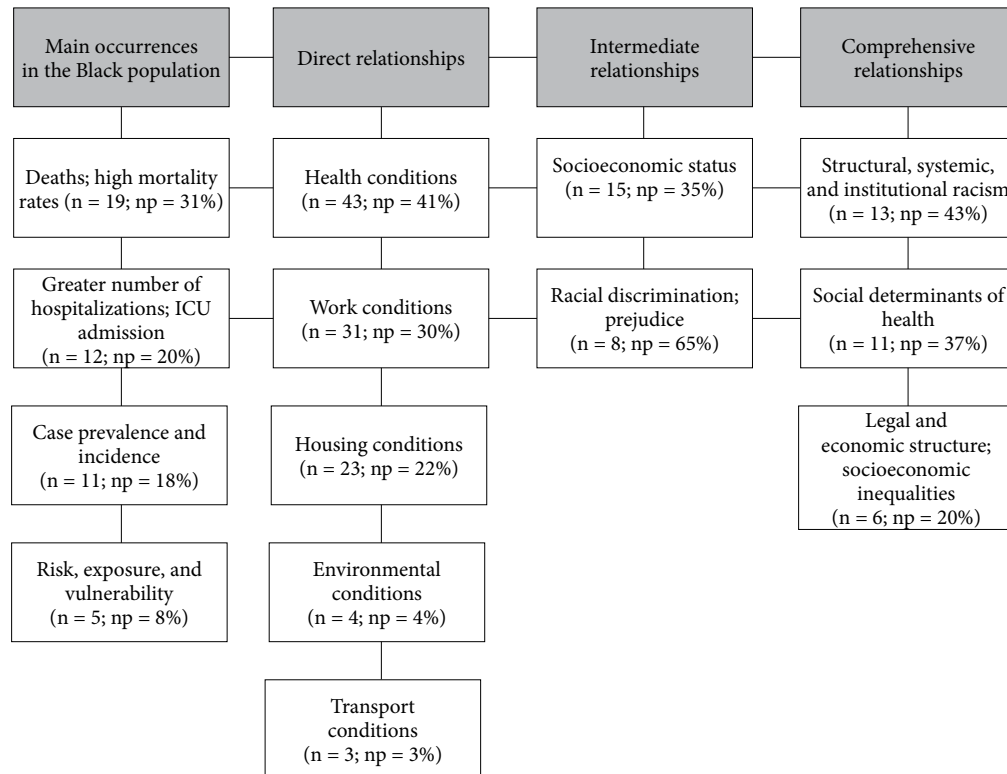 Main occurrences
in the Black population
Direct relationships
Intermediate
relationships
Comprehensive
relationships
Deaths; high mortality
rates (n = 19; np = 31%)
Health conditions
(n = 43; np = 41%)
Socioeconomic status
(n = 15; np = 35%)
Structural, systemic,
and institutional racism
(n = 13; np = 43%)
Greater number of
hospitalizations; ICU
admission
(n = 12; np = 20%)
Work conditions
(n = 31; np = 30%)
Racial discrimination;
prejudice
(n = 8; np = 65%)
Social determinants of
health
(n = 11; np = 37%)
Case prevalence and
incidence
(n = 11; np = 18%)
Housing conditions
(n = 23; np = 22%)
Legal and
economic structure;
socioeconomic
inequalities
(n = 6; np = 20%)
Risk, exposure, and
vulnerability
(n = 5; np = 8%)
Environmental
conditions
(n = 4; np = 4%)
Transport
conditions
(n = 3; np = 3%)